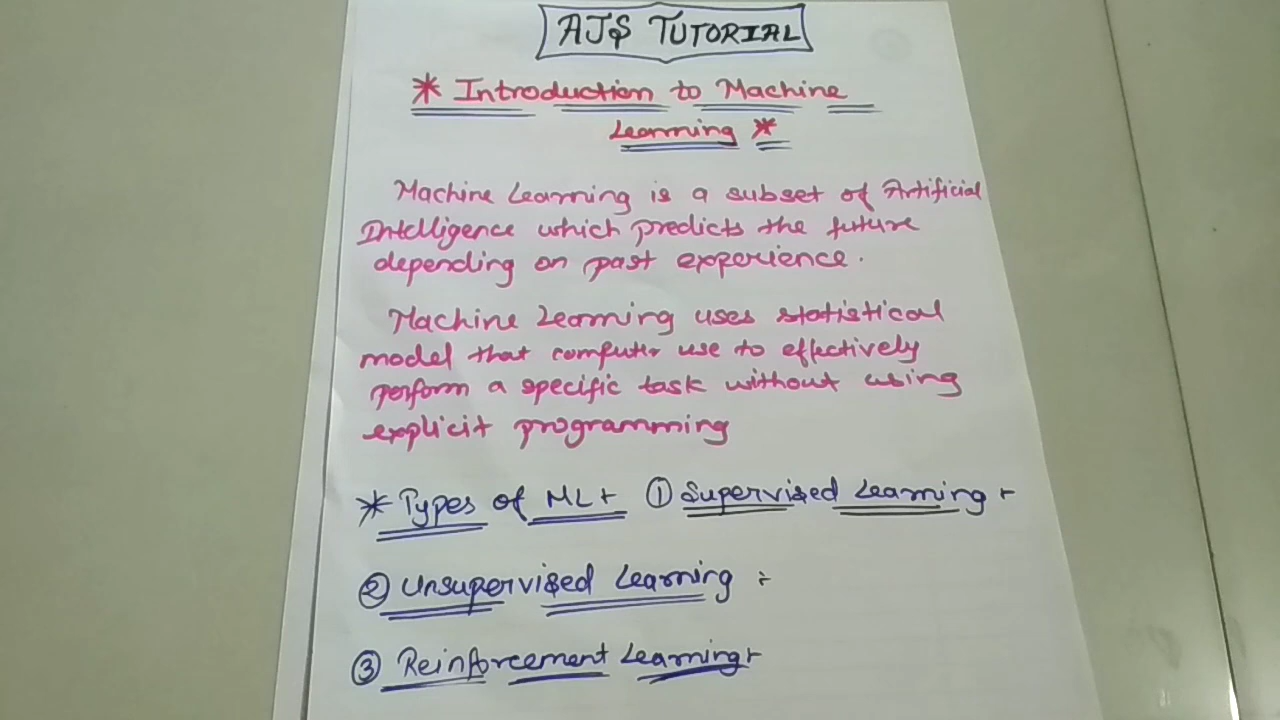 AJS TUTORIAL
* Introduction to Machine
Learning *
Machine Learning is a subset of Artificial
Intelligence which predicts the future
depending on past experience.
Machine Learning uses statistical
model that computer use to effectively
perform a specific task without using
explicit programming
* Types of ML:- ① Supervised Learning :-
② Unsupervised Learning :-
③ Reinforcement Learning:-